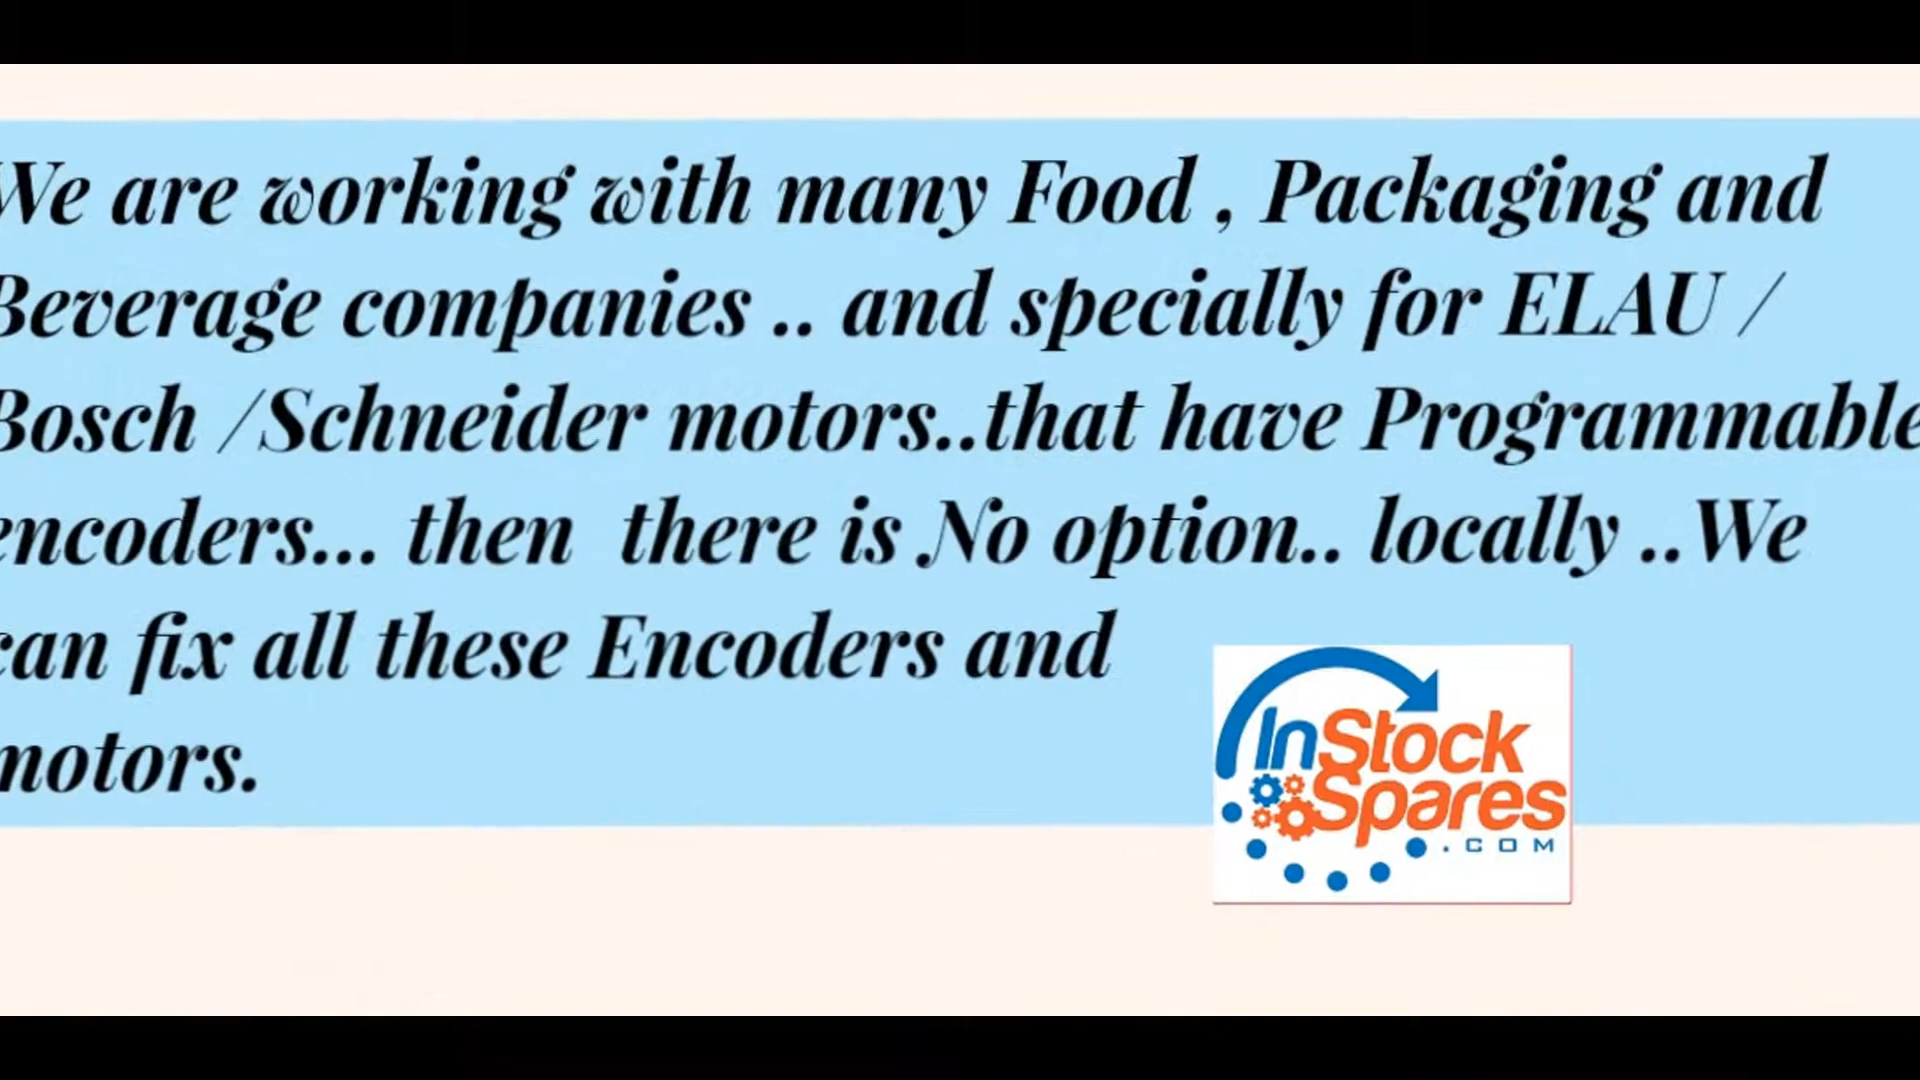 We are working with many Food , Packaging and
Beverage companies .. and specially for ELAU /
Bosch /Schneider motors..that have Programmable
encoders... then there is No option.. locally ..We
can fix all these Encoders and
motors.
InStock
Spares
.COM